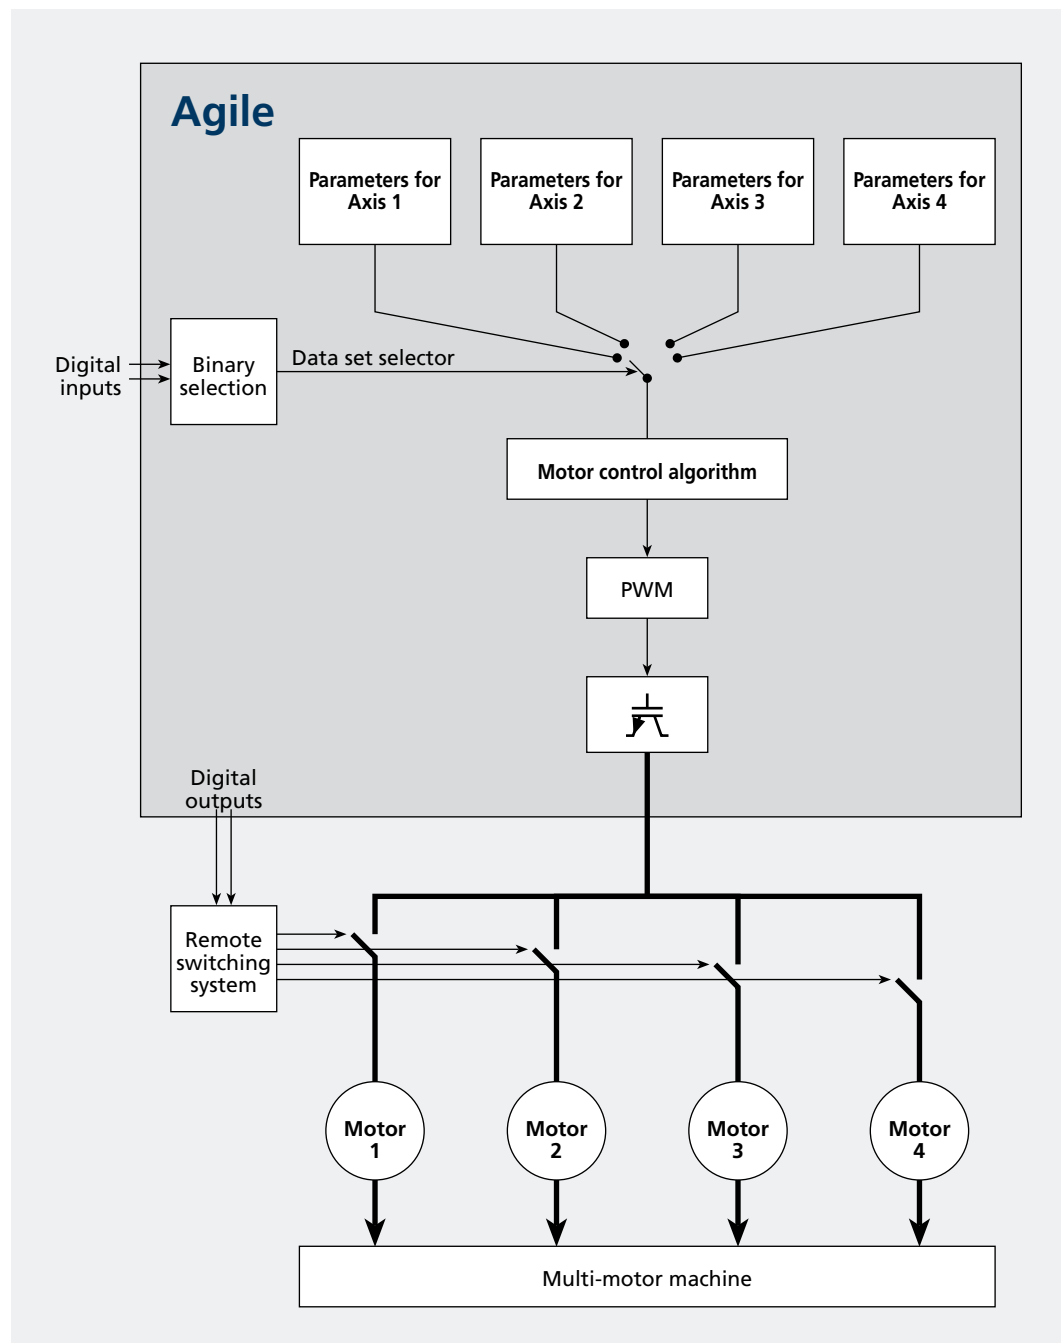 Agile
Parameters for
Axis 1
Parameters for
Axis 2
Parameters for
Axis 3
Parameters for
Axis 4
Digital
inputs
Binary
selection
Data set selector
Motor control algorithm
PWM
Digital
outputs
Remote
switching
system
Motor
1
Motor
2
Motor
3
Motor
4
Multi-motor machine